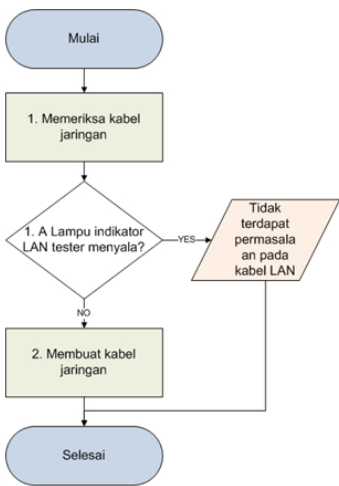 Mulai
1. Memeriksa kabel
jaringan
1. A Lampu indikator
LAN tester menyala?
YES
Tidak
terdapat
permasala
an pada
kabel LAN
NO
2. Membuat kabel
jaringan
Selesai